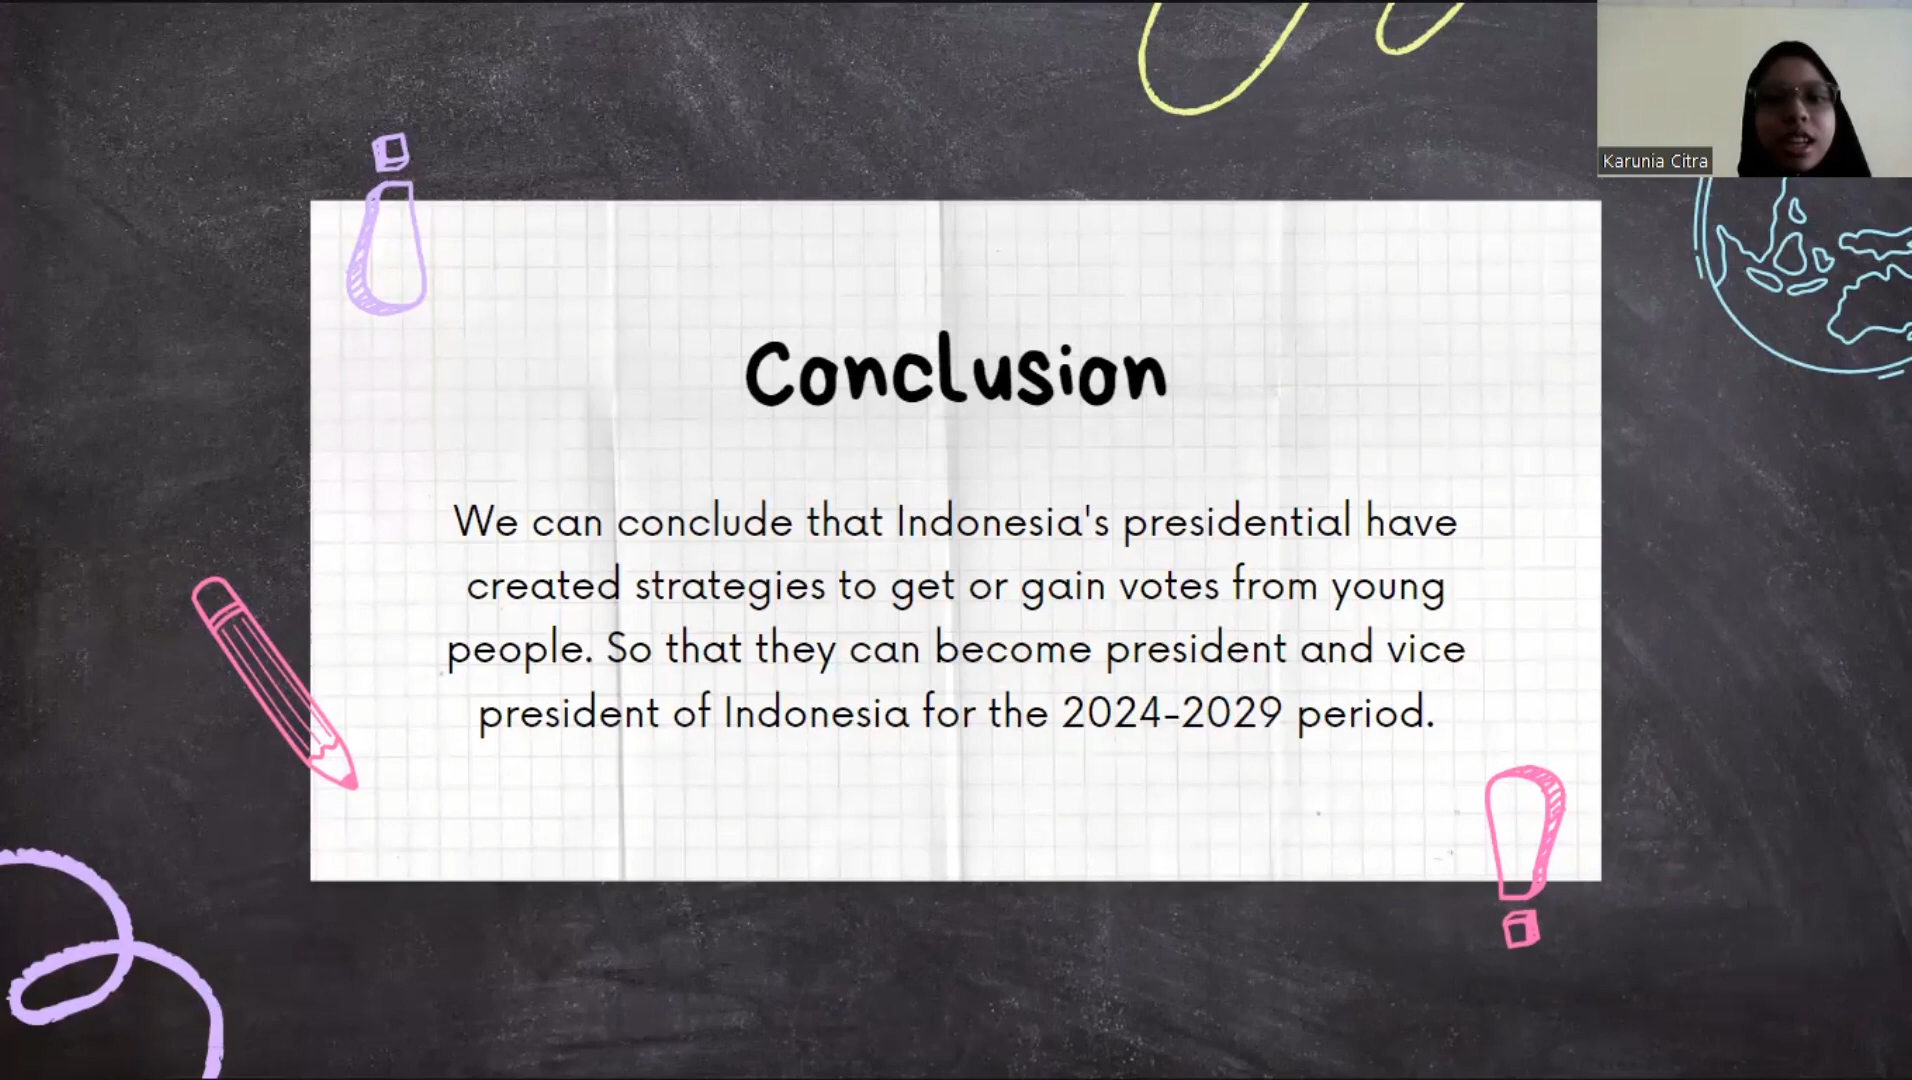 Karunia Citra
Conclusion
We can conclude that Indonesia's presidential have
created strategies to get or gain votes from young
people. So that they can become president and vice
president of Indonesia for the 2024-2029 period.